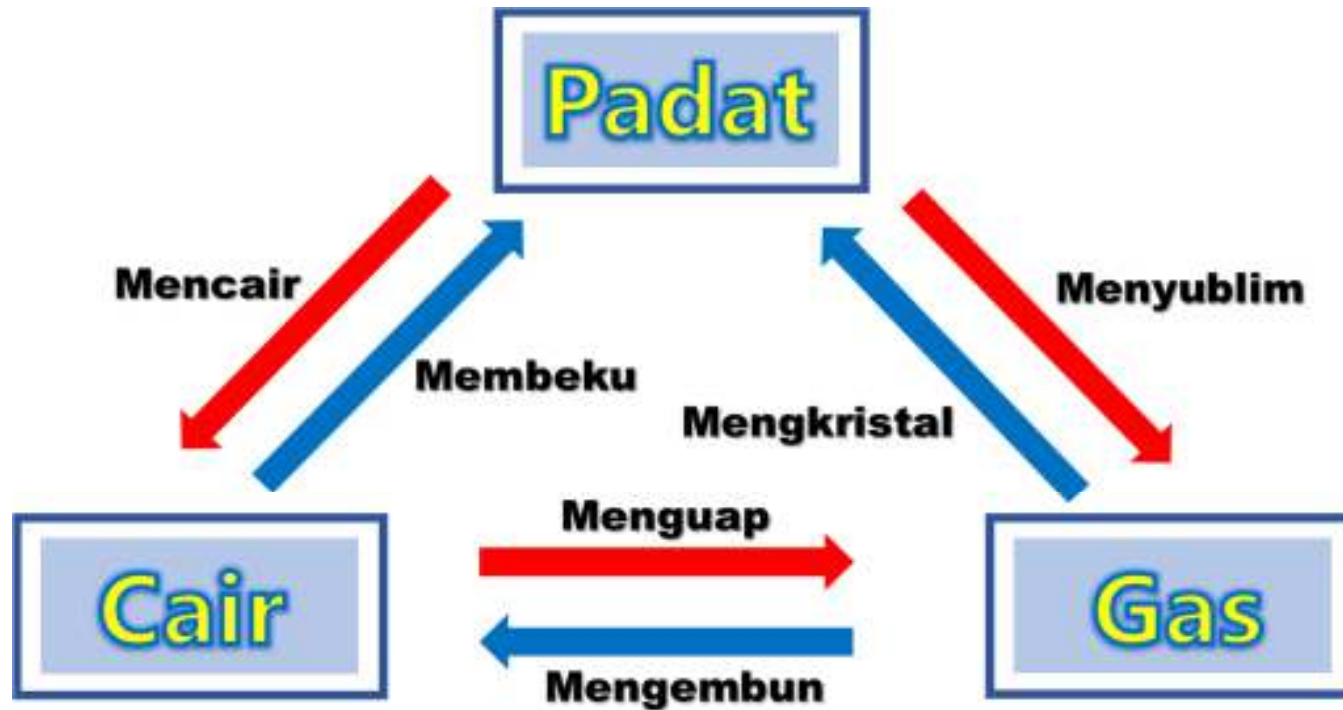 Padat
Mencair
Menyublim
Membeku
Mengkristal
Menguap
Cair
Gas
Mengembun